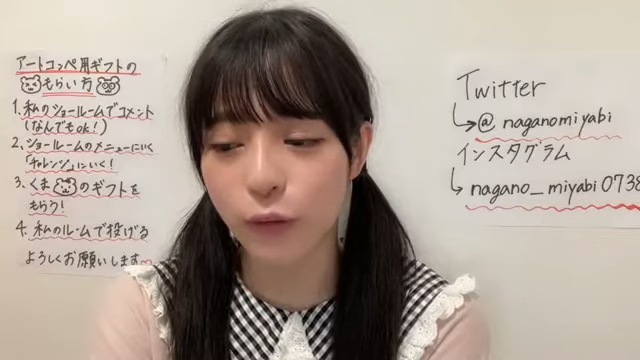 アートコンペ用ギフトの
もらい方
1. 私のショールームでコメント
(なんでもok!)
2. ショールームのメニューにいく
「チャレンジ」にいく!
3. くま のギフトを
もらう!
4. 私のルームで投げる
よろしくお願いします
Twitter
↳@ naganomiyabi
インスタグラム
↳ nagano_miyabi0738